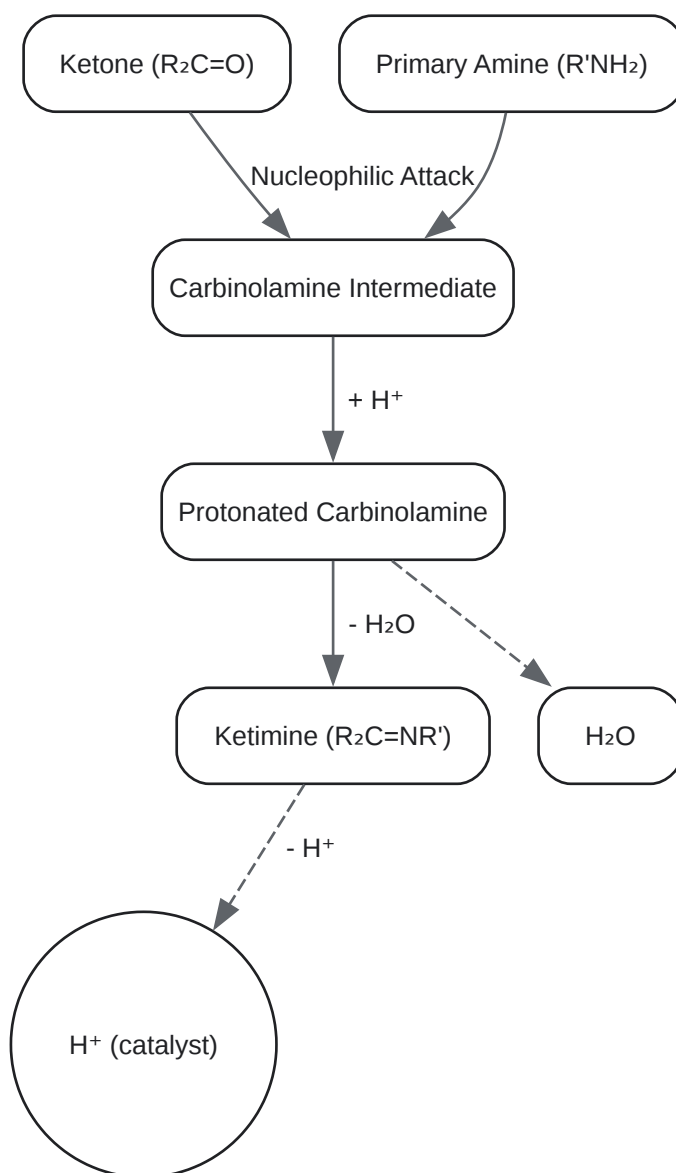 Ketone (R₂C=O)
Primary Amine (R'NH₂)
Nucleophilic Attack
Carbinolamine Intermediate
+ H⁺
Protonated Carbinolamine
- H₂O
Ketimine (R₂C=NR')
H₂O
- H⁺
H⁺ (catalyst)